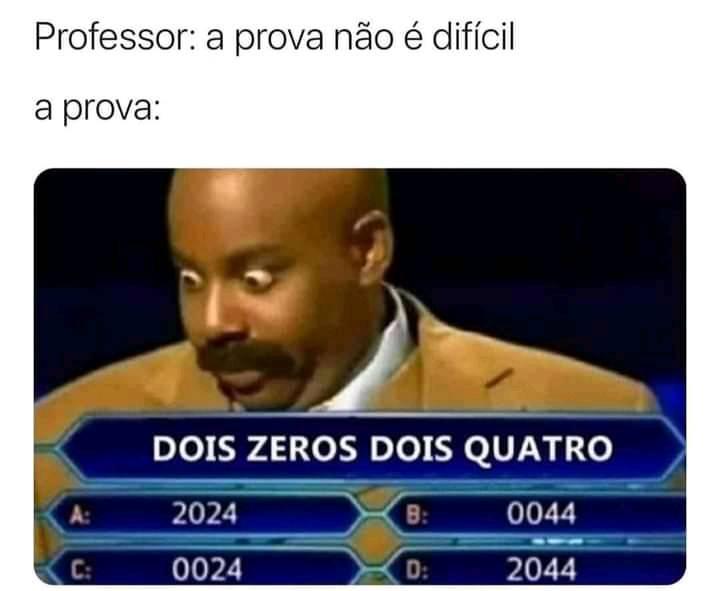 Professor: a prova não é difícil
a prova:
DOIS ZEROS DOIS QUATRO
A: 2024
B: 0044
C: 0024
D: 2044